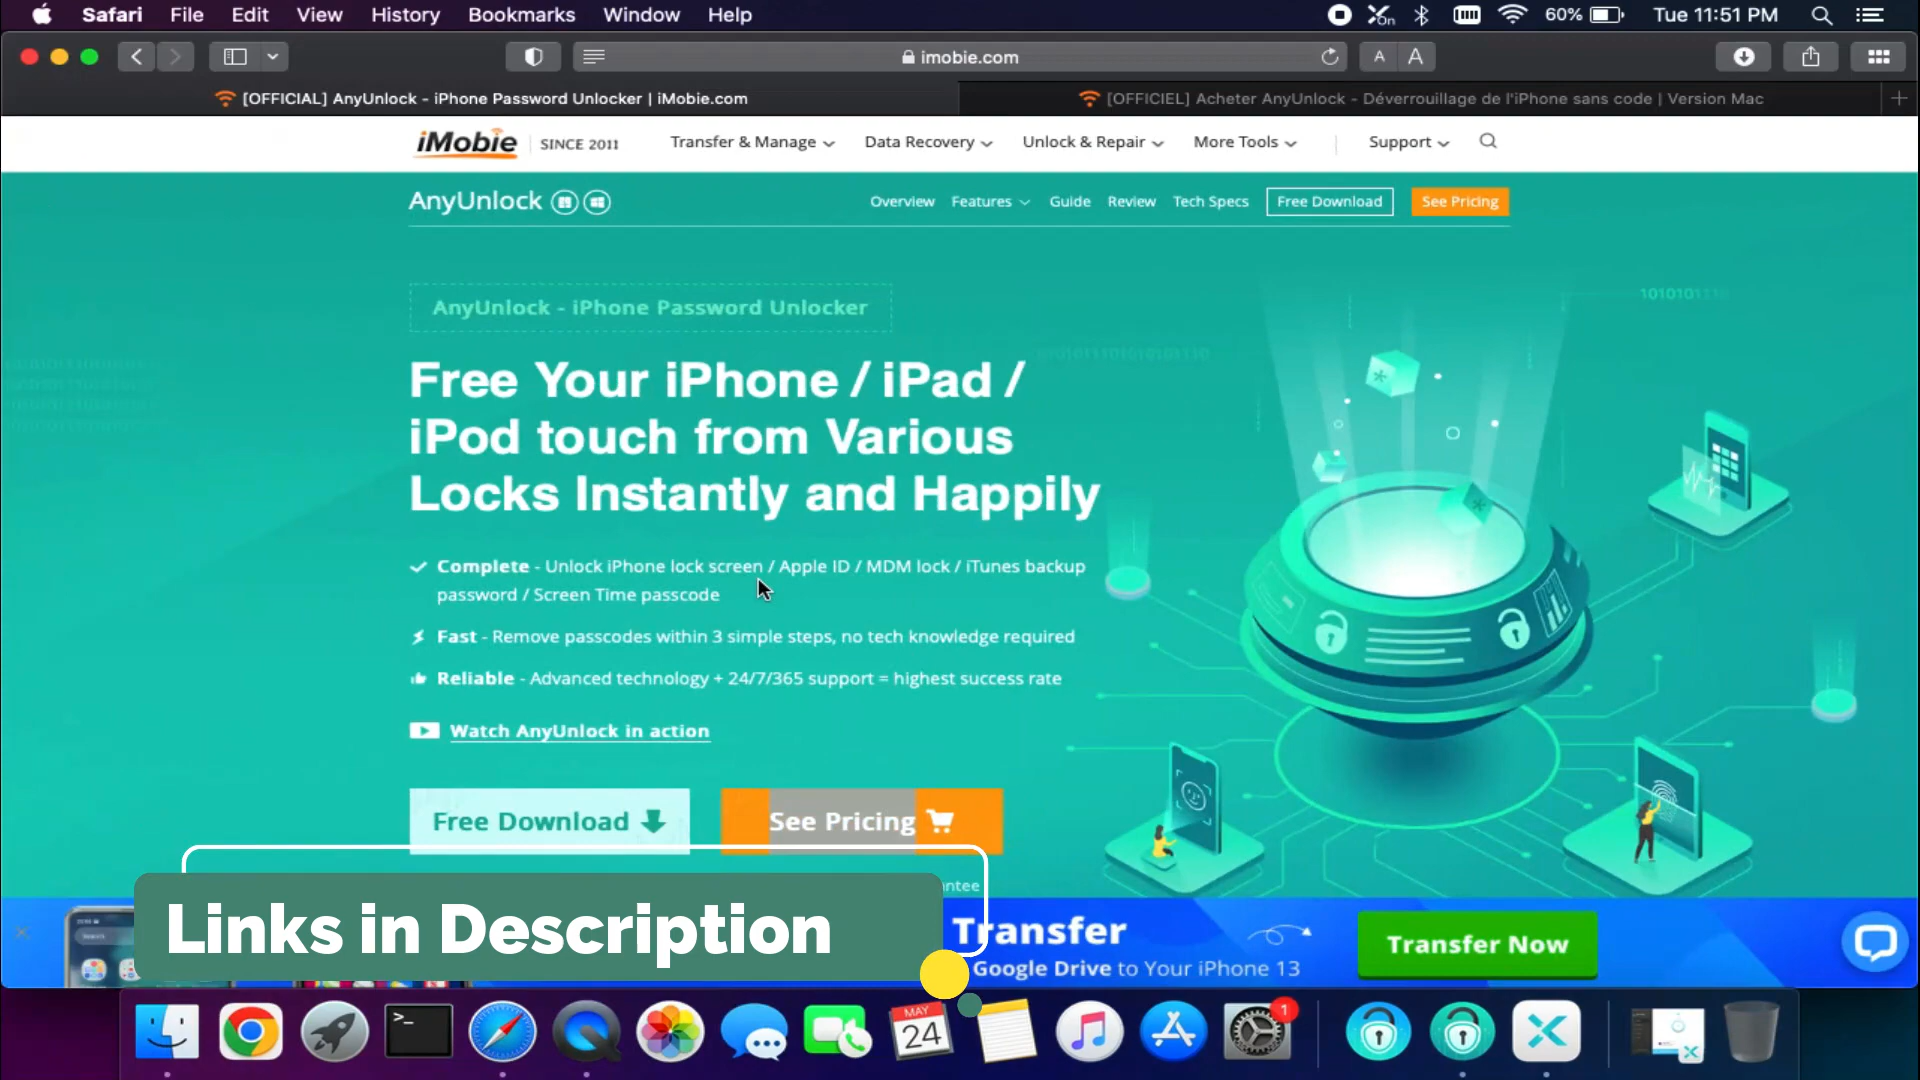 Safari File Edit View History Bookmarks Window Help
On 60% Tue 11:51 PM
imobie.com
A A
[OFFICIAL] AnyUnlock - iPhone Password Unlocker | iMobie.com
[OFFICIEL] Acheter AnyUnlock - Déverrouillage de l'iPhone sans code | Version Mac
iMobie SINCE 2011 Transfer & Manage Data Recovery Unlock & Repair More Tools Support
AnyUnlock Overview Features Guide Review Tech Specs Free Download See Pricing
AnyUnlock - iPhone Password Unlocker
Free Your iPhone / iPad /
iPod touch from Various
Locks Instantly and Happily
Complete - Unlock iPhone lock screen / Apple ID / MDM lock / iTunes backup
password / Screen Time passcode
Fast - Remove passcodes within 3 simple steps, no tech knowledge required
Reliable - Advanced technology + 24/7/365 support = highest success rate
Watch AnyUnlock in action
Free Download See Pricing
Links in Description
Transfer
Google Drive to Your iPhone 13
Transfer Now
MAY
24
1